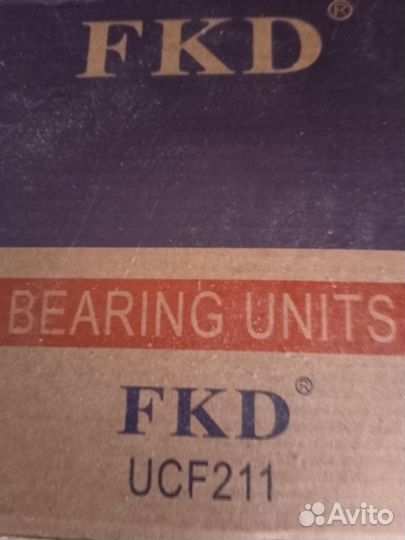 FKD®
BEARING UNITS
FKD®
UCF211
Avito